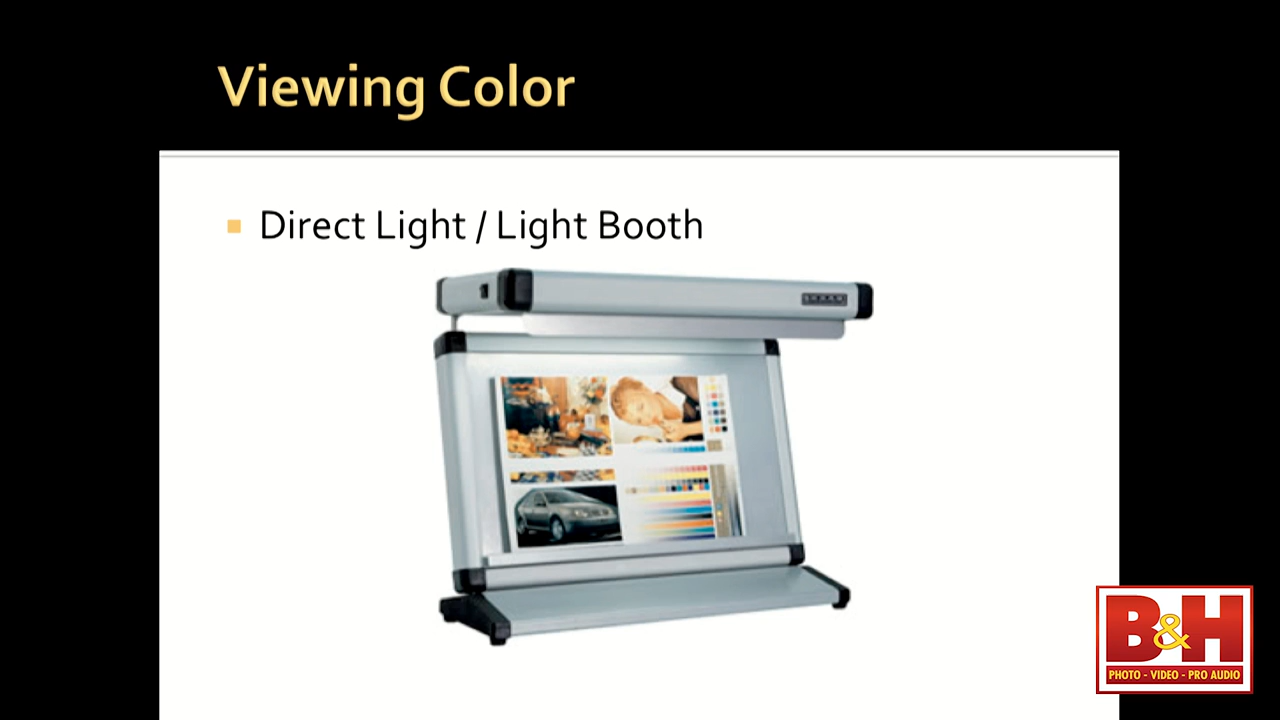 Viewing Color
Direct Light / Light Booth
B&H
PHOTO - VIDEO - PRO AUDIO